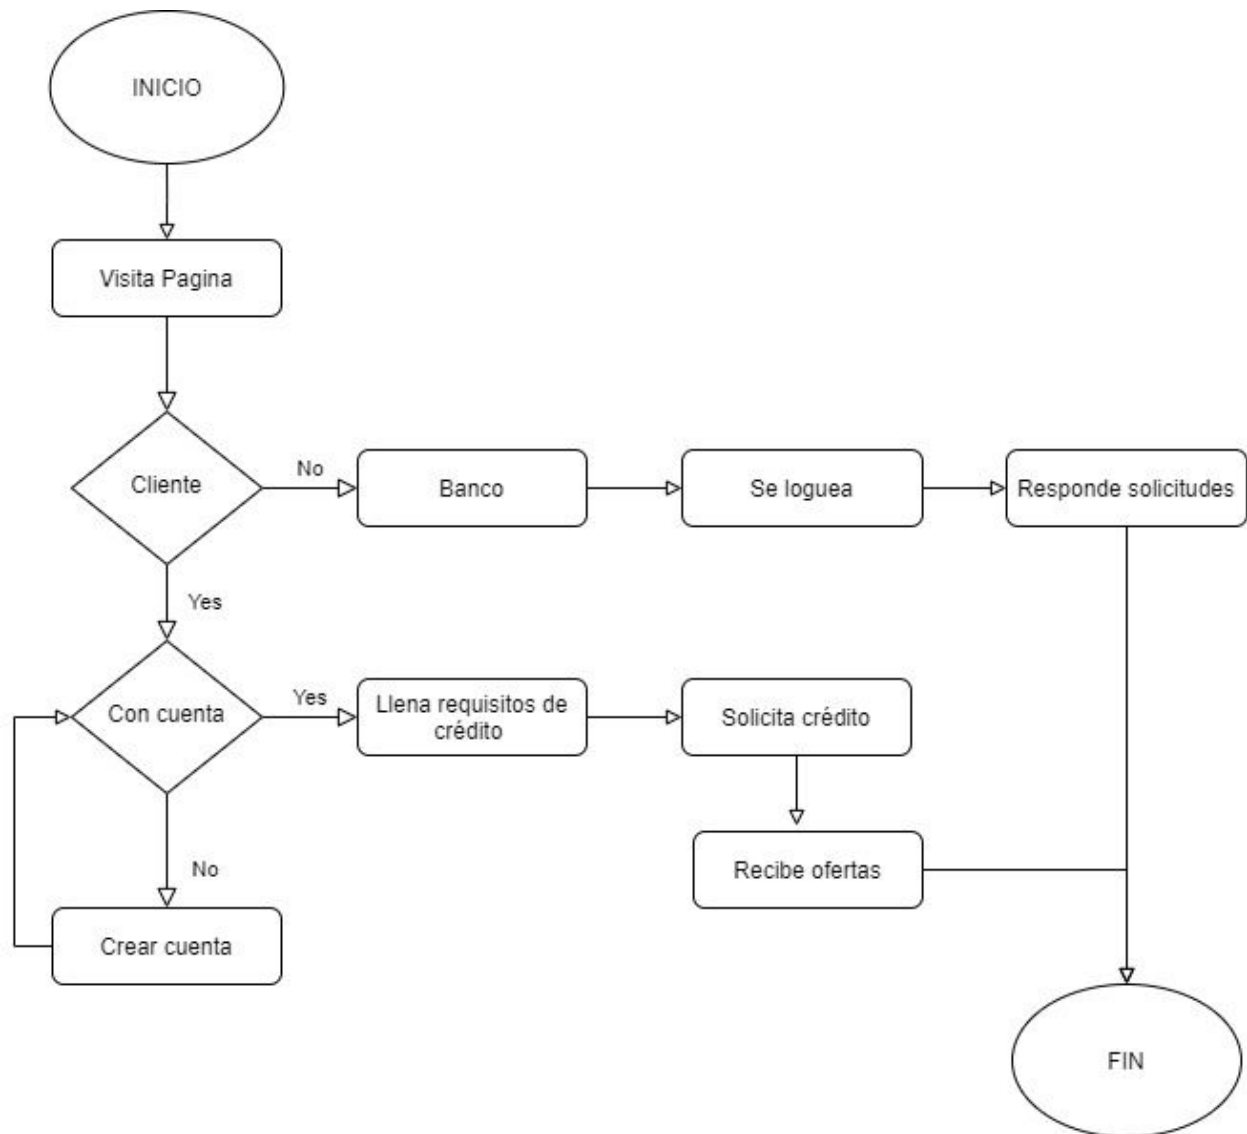 INICIO
Visita Pagina
Cliente
No
Banco
Se loguea
Responde solicitudes
Yes
Con cuenta
Yes
Llena requisitos de
crédito
Solicita crédito
No
Recibe ofertas
Crear cuenta
FIN